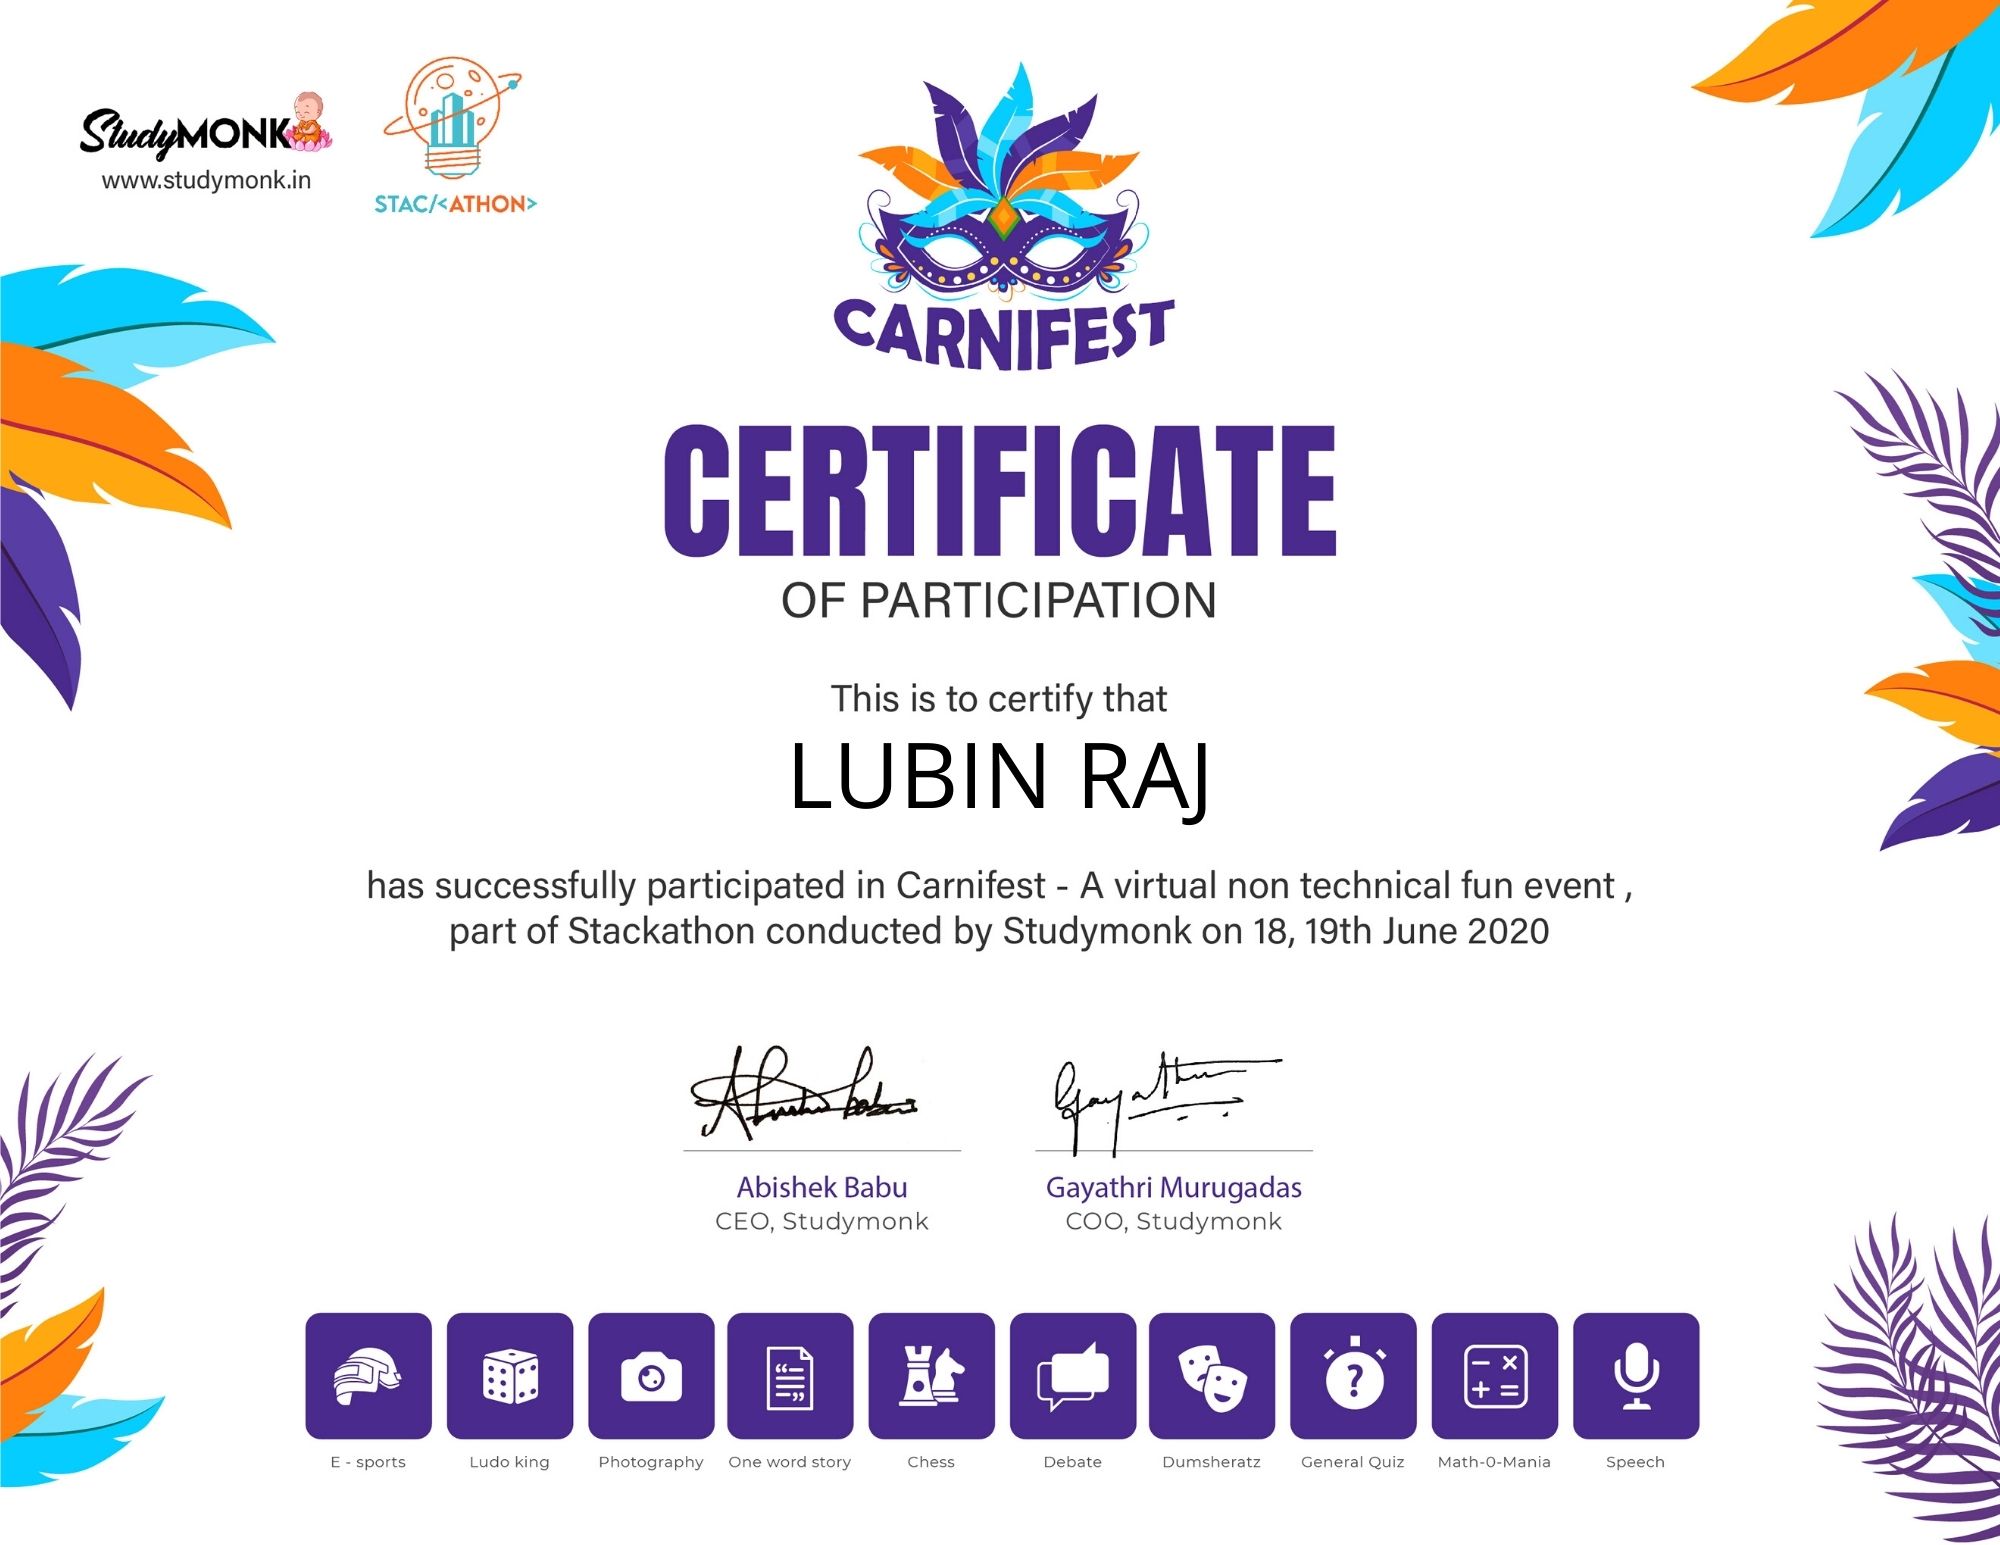 StudyMONK
www.studymonk.in
STAC/<ATHON>
CARNIFEST
CERTIFICATE
OF PARTICIPATION
This is to certify that
LUBIN RAJ
has successfully participated in Carnifest - A virtual non technical fun event ,
part of Stackathon conducted by Studymonk on 18, 19th June 2020
Abishek Babu
Gayathri
Abishek Babu
Gayathri Murugadas
CEO, Studymonk
COO, Studymonk
E - sports
Ludo king
Photography
One word story
Chess
Debate
Dumsheratz
General Quiz
Math-0-Mania
Speech